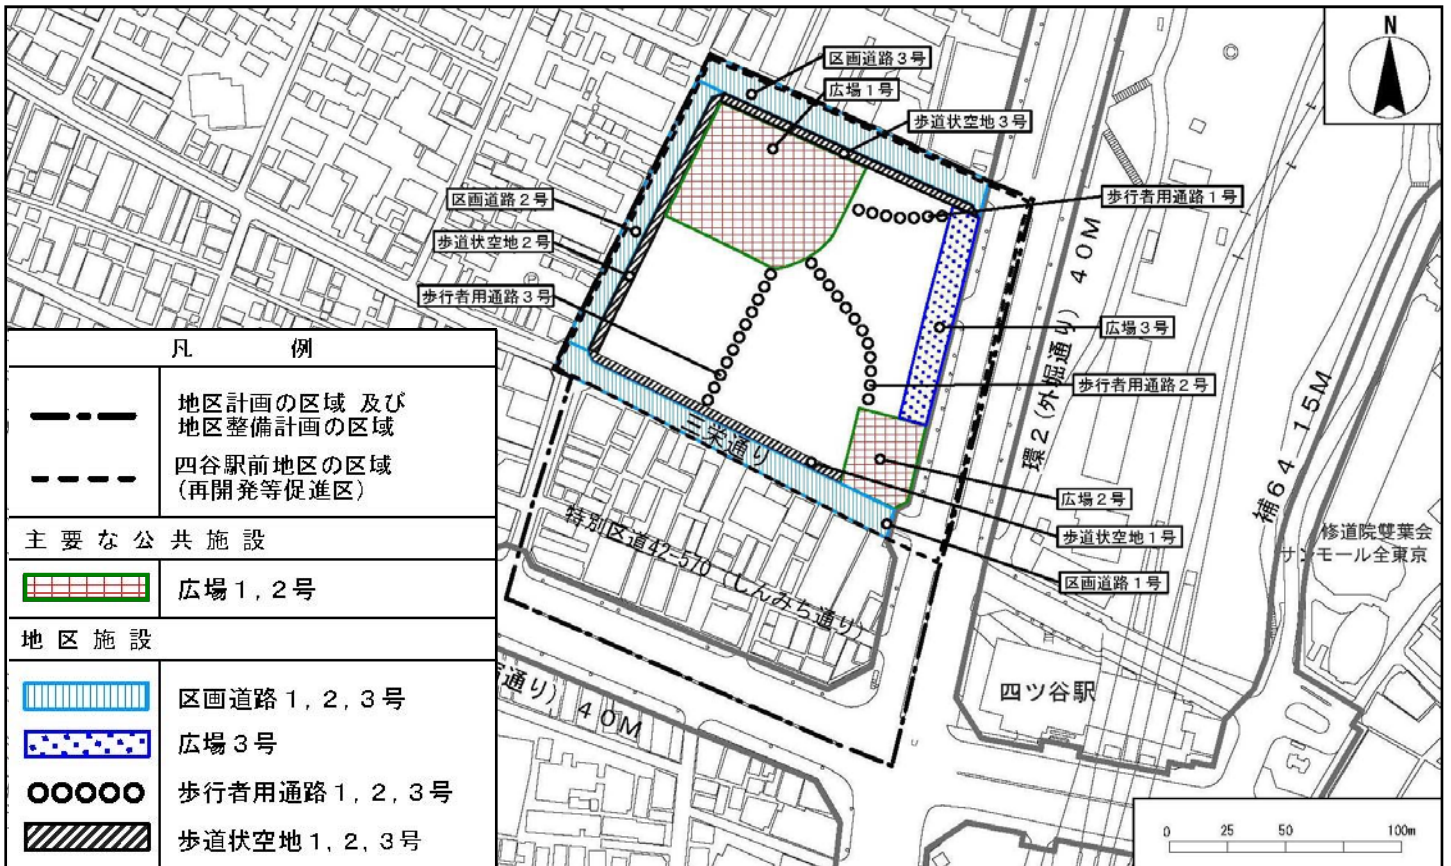 N
区画道路3号
広場1号
歩道状空地3号
歩行者用通路1号
区画道路2号
歩道状空地2号
歩行者用通路3号
広場3号
歩行者用通路2号
環2(外堀通り) 40M
補64 15M
三栄通り
広場2号
歩道状空地1号
区画道路1号
特別区道42-570 (しんみち通り)
修道院雙葉会
サンモール全東京
四ツ谷駅
通り) 40M
凡 例
地区計画の区域 及び
地区整備計画の区域
四谷駅前地区の区域
(再開発等促進区)
主要な公共施設
広場1,2号
地区施設
区画道路1,2,3号
広場3号
歩行者用通路1,2,3号
歩道状空地1,2,3号
0 25 50 100m